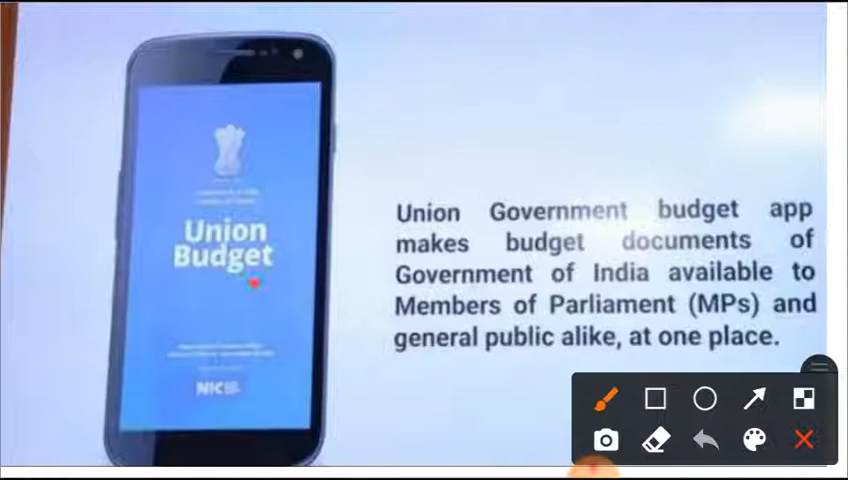 Union
Budget
NIC
Union Government budget app
makes budget documents of
Government of India available to
Members of Parliament (MPs) and
general public alike, at one place.